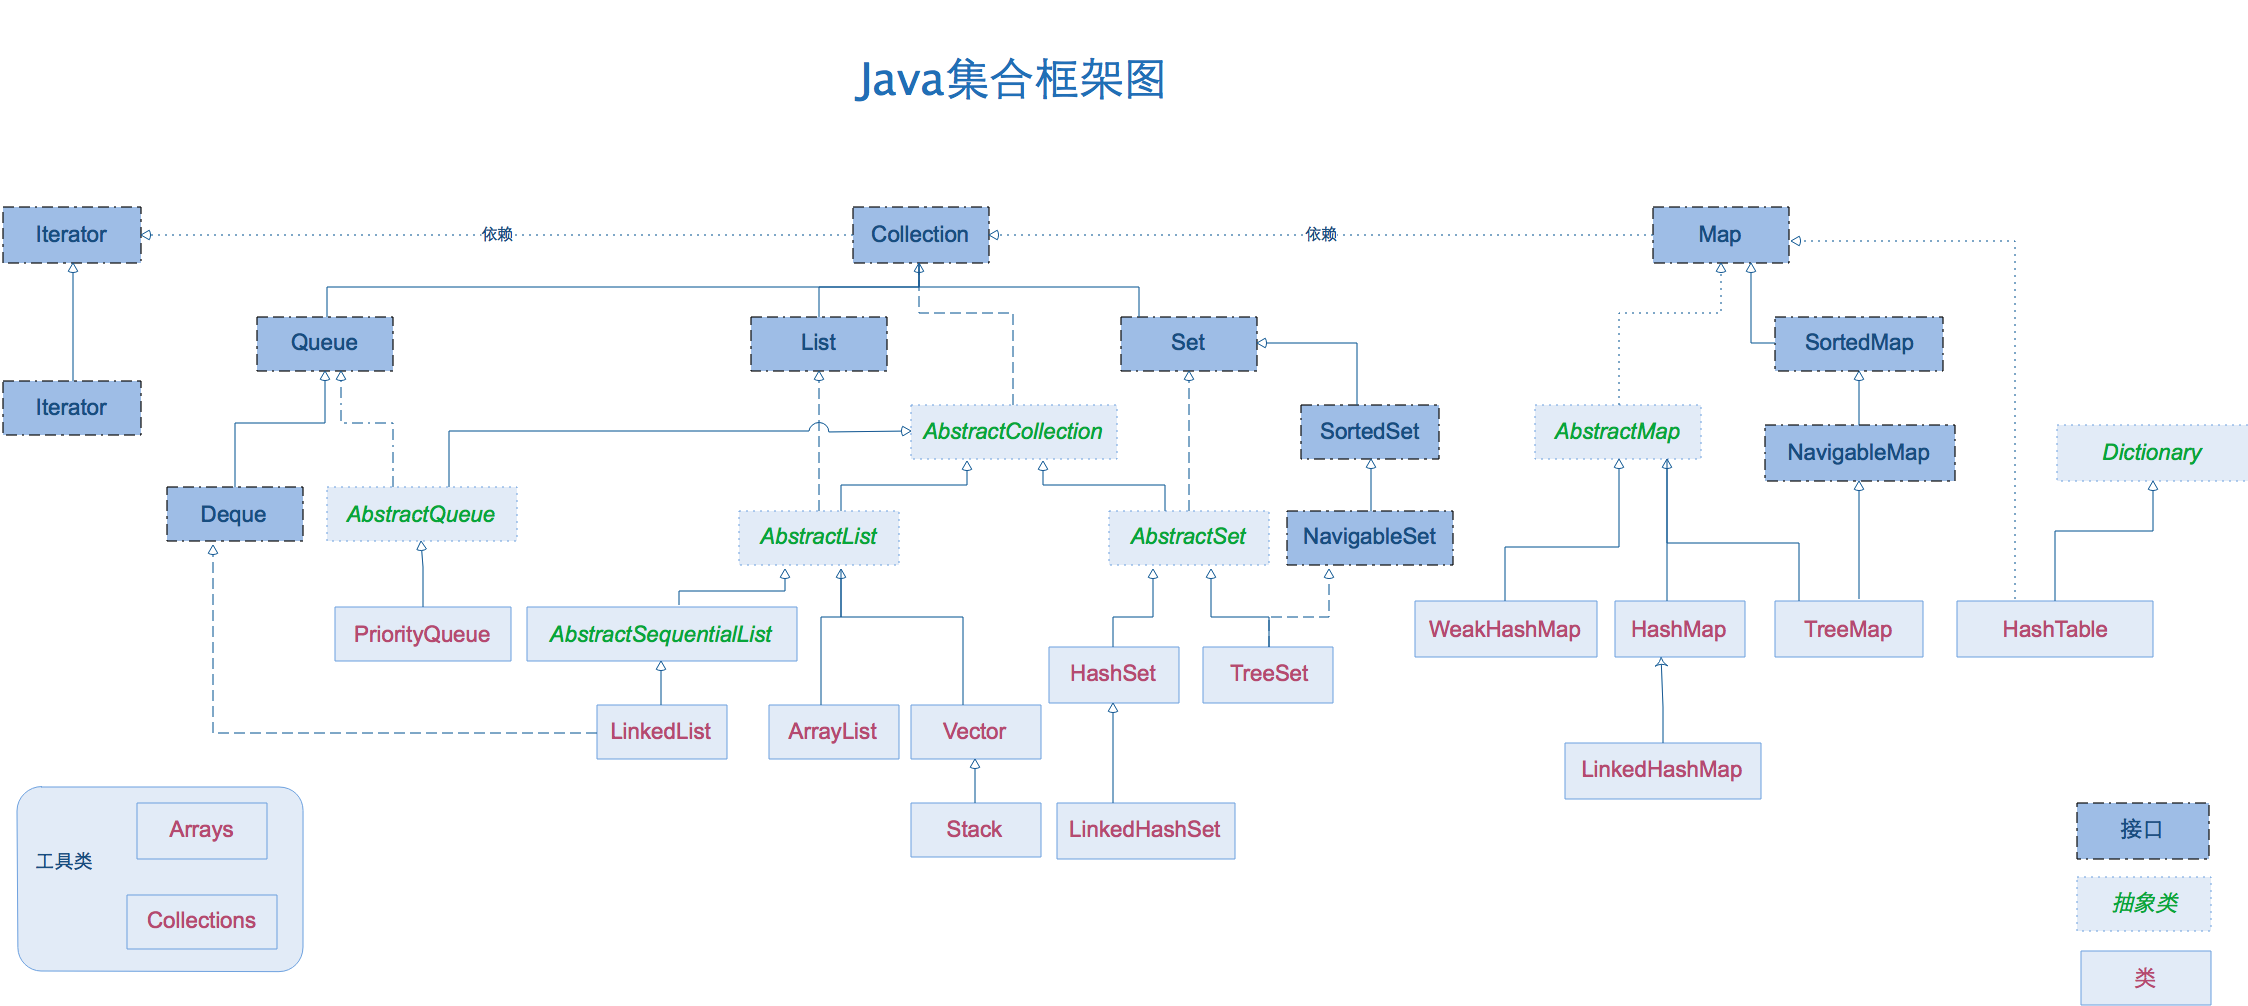 Java集合框架图
Iterator
依赖
Collection
依赖
Map
Queue
List
Set
SortedMap
Iterator
AbstractCollection
SortedSet
AbstractMap
NavigableMap
Dictionary
Deque
AbstractQueue
AbstractList
AbstractSet
NavigableSet
PriorityQueue
AbstractSequentialList
WeakHashMap
HashMap
TreeMap
HashTable
HashSet
TreeSet
LinkedList
ArrayList
Vector
LinkedHashMap
Arrays
Stack
LinkedHashSet
接口
工具类
抽象类
Collections
类